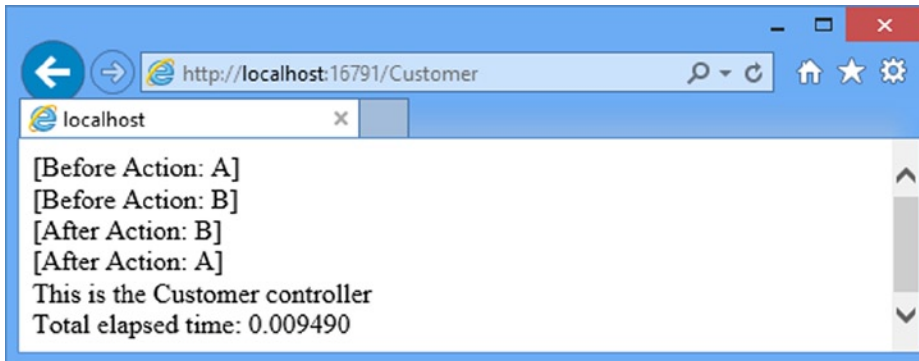 http://localhost:16791/Customer
localhost
[Before Action: A]
[Before Action: B]
[After Action: B]
[After Action: A]
This is the Customer controller
Total elapsed time: 0.009490